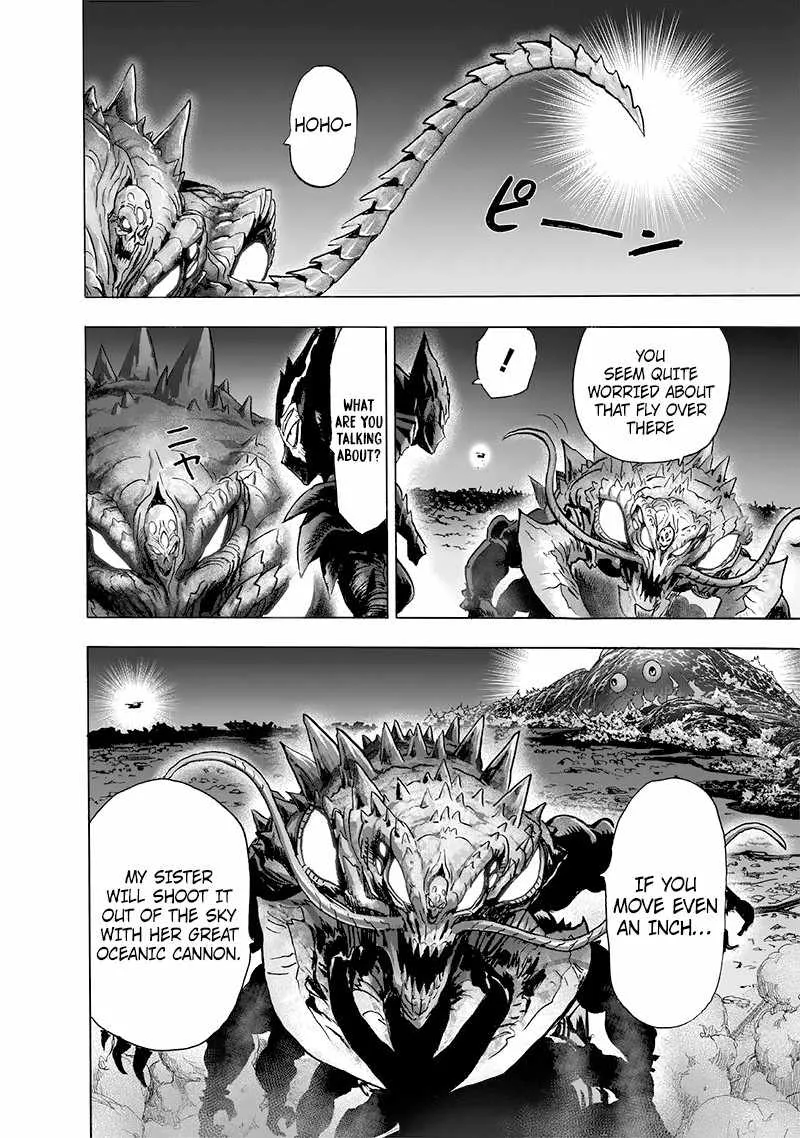 HOHO-
ピーン
YOU
SEEM QUITE
WORRIED ABOUT
THAT FLY OVER
THERE
!
WHAT
ARE YOU
TALKING
ABOUT?
ニヤ
IF YOU
MOVE EVEN
AN INCH...
MY SISTER
WILL SHOOT IT
OUT OF THE SKY
WITH HER GREAT
OCEANIC CANNON.